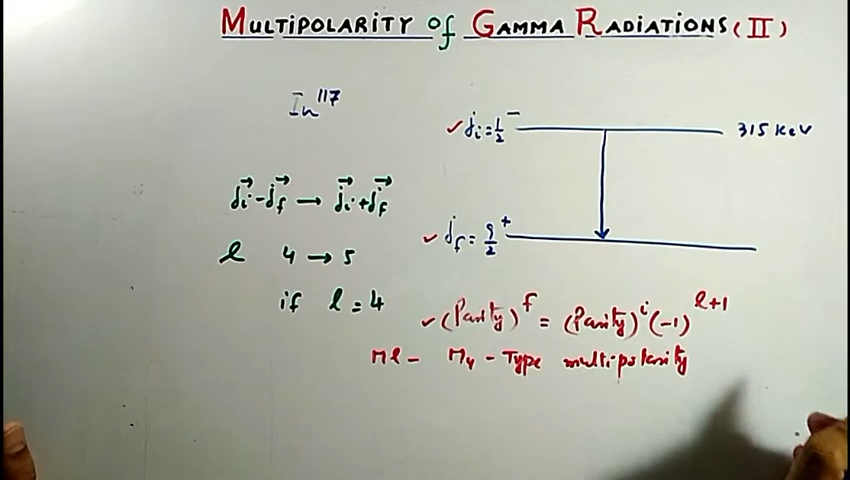 MULTIPOLARITY of GAMMA RADIATIONS (II)
In¹¹⁷
ji = 1/2⁻
315 KeV
ji - jf → ji + jf
jf = 9/2⁺
l 4 → 5
if l = 4
(Parity)^f = (Parity)^i (-1)^l+1
Ml - M4 - Type multipolarity